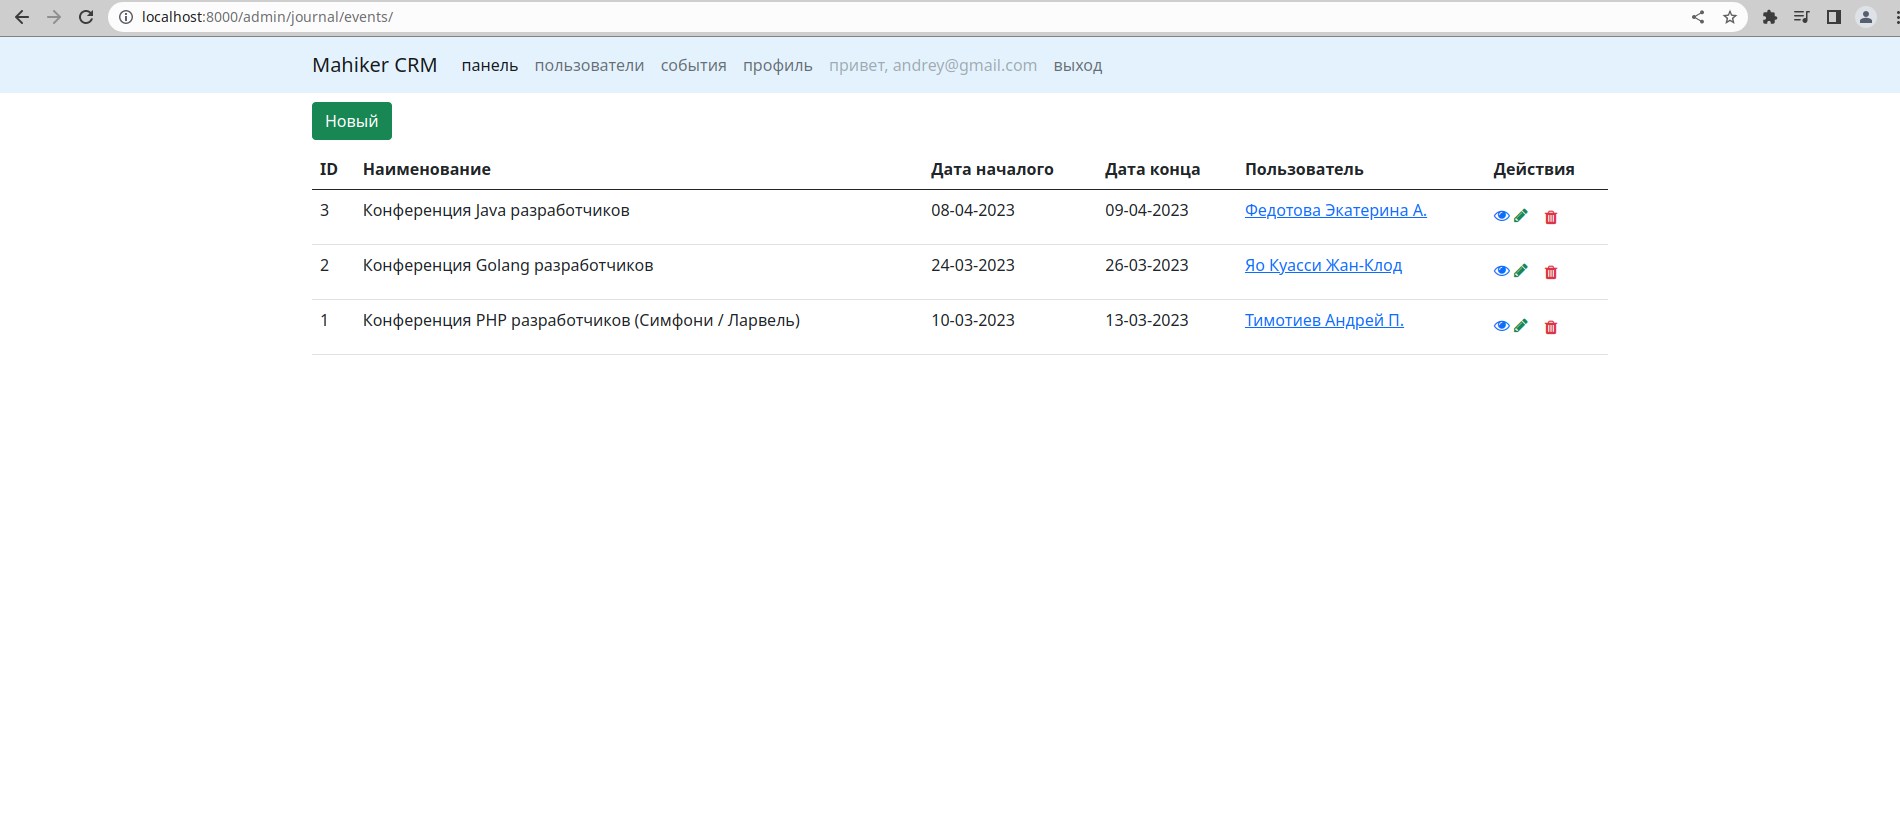 localhost:8000/admin/journal/events/
Mahiker CRM панель пользователи события профиль привет, andrey@gmail.com выход
Новый
ID Наименование Дата началого Дата конца Пользователь Действия
3 Конференция Java разработчиков 08-04-2023 09-04-2023 Федотова Экатерина А.
2 Конференция Golang разработчиков 24-03-2023 26-03-2023 Яо Куасси Жан-Клод
1 Конференция PHP разработчиков (Симфони / Ларвель) 10-03-2023 13-03-2023 Тимотиев Андрей П.